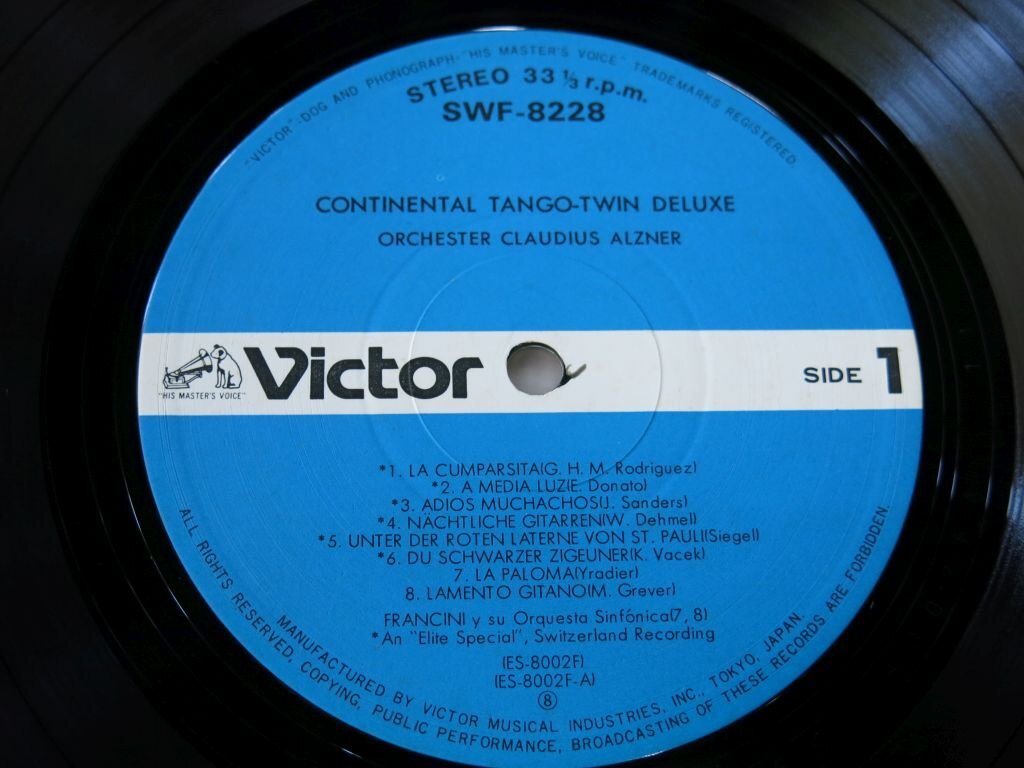 "VICTOR"-DOG AND PHONOGRAPH-"HIS MASTER'S VOICE" TRADEMARKS REGISTERED.
STEREO 33 1/3 r.p.m.
SWF-8228
CONTINENTAL TANGO-TWIN DELUXE
ORCHESTER CLAUDIUS ALZNER
"HIS MASTER'S VOICE"
Victor
SIDE 1
*1. LA CUMPARSITA(G. H. M. Rodriguez)
*2. A MEDIA LUZ(E. Donato)
*3. ADIOS MUCHACHOS(J. Sanders)
*4. NÄCHTLICHE GITARREN(W. Dehmel)
*5. UNTER DER ROTEN LATERNE VON ST. PAULI(Siegel)
*6. DU SCHWARZER ZIGEUNER(K. Vacek)
7. LA PALOMA(Yradier)
8. LAMENTO GITANO(M. Grever)
FRANCINI y su Orquesta Sinfónica(7, 8)
*An "Elite Special", Switzerland Recording
(ES-8002F)
(ES-8002F-A)
8
MANUFACTURED BY VICTOR MUSICAL INDUSTRIES, INC., TOKYO, JAPAN.
ALL RIGHTS RESERVED, COPYING, PUBLIC PERFORMANCE, BROADCASTING OF THESE RECORDS ARE FORBIDDEN.